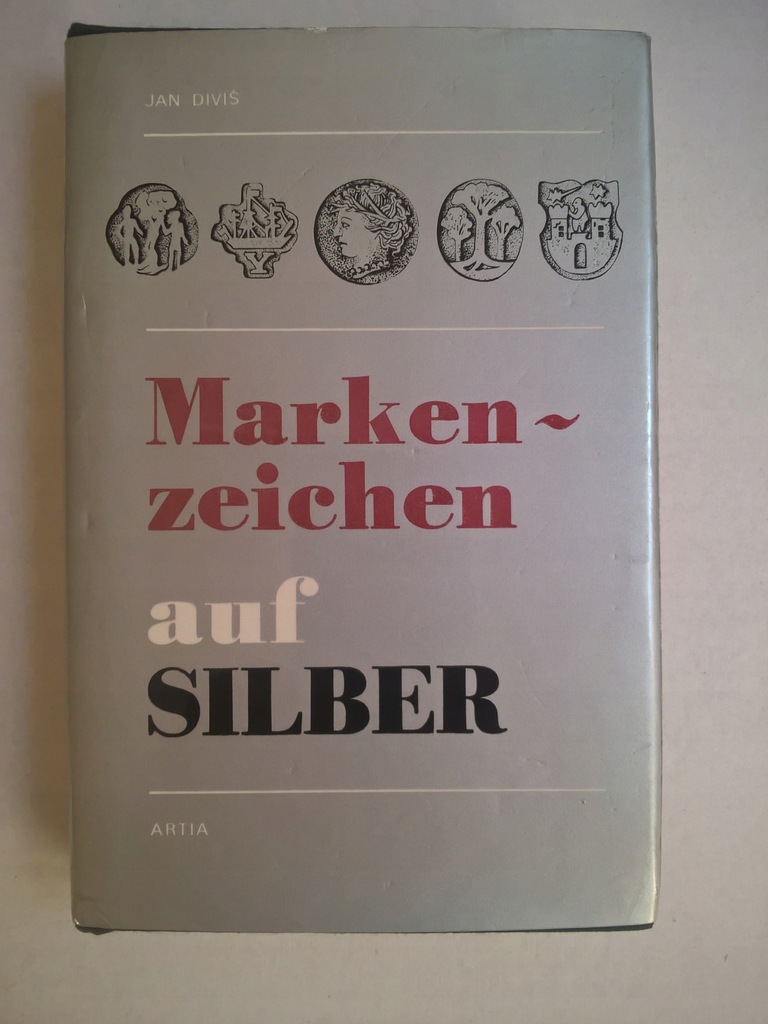 JAN DIVIŠ
Y
Marken~
zeichen
auf
SILBER
ARTIA